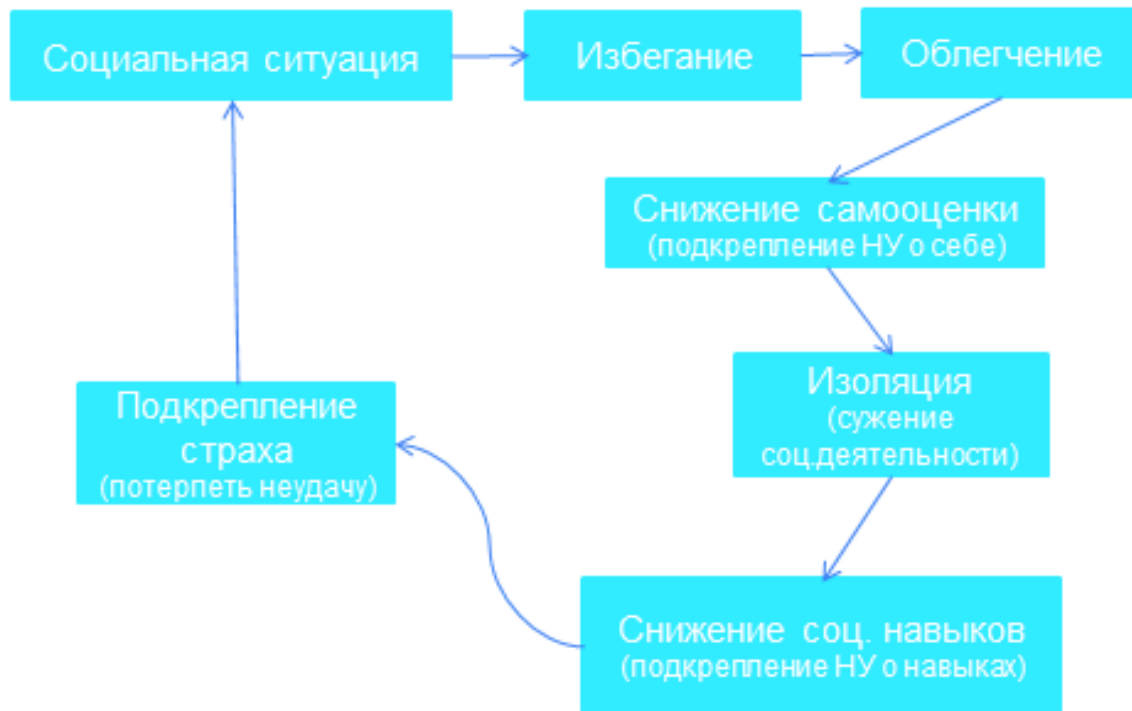 Социальная ситуация
Избегание
Облегчение
Снижение самооценки
(подкрепление НУ о себе)
Изоляция
(сужение
соц.деятельности)
Снижение соц. навыков
(подкрепление НУ о навыках)
Подкрепление
страха
(потерпеть неудачу)